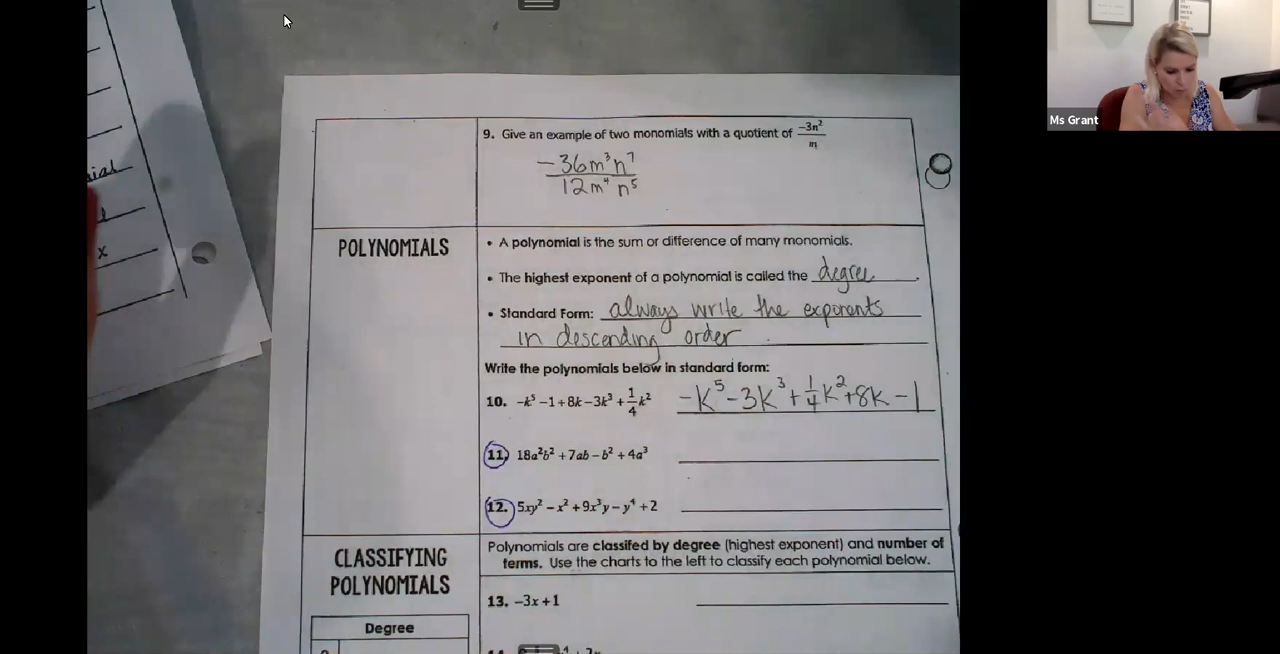 Ms Grant
ial
x
9. Give an example of two monomials with a quotient of -3n²/m
-36m³n⁷
12m⁴n⁵
POLYNOMIALS
• A polynomial is the sum or difference of many monomials.
• The highest exponent of a polynomial is called the degree.
• Standard Form: always write the exponents
in descending order
Write the polynomials below in standard form:
10. -k⁵ - 1 + 8k - 3k³ + 1/4k² -k⁵ - 3k³ + 1/4k² + 8k - 1
11. 18a²b² + 7ab - b² + 4a³
12. 5xy² - x² + 9x³y - y⁴ + 2
CLASSIFYING
POLYNOMIALS
Polynomials are classifed by degree (highest exponent) and number of
terms. Use the charts to the left to classify each polynomial below.
13. -3x + 1
Degree